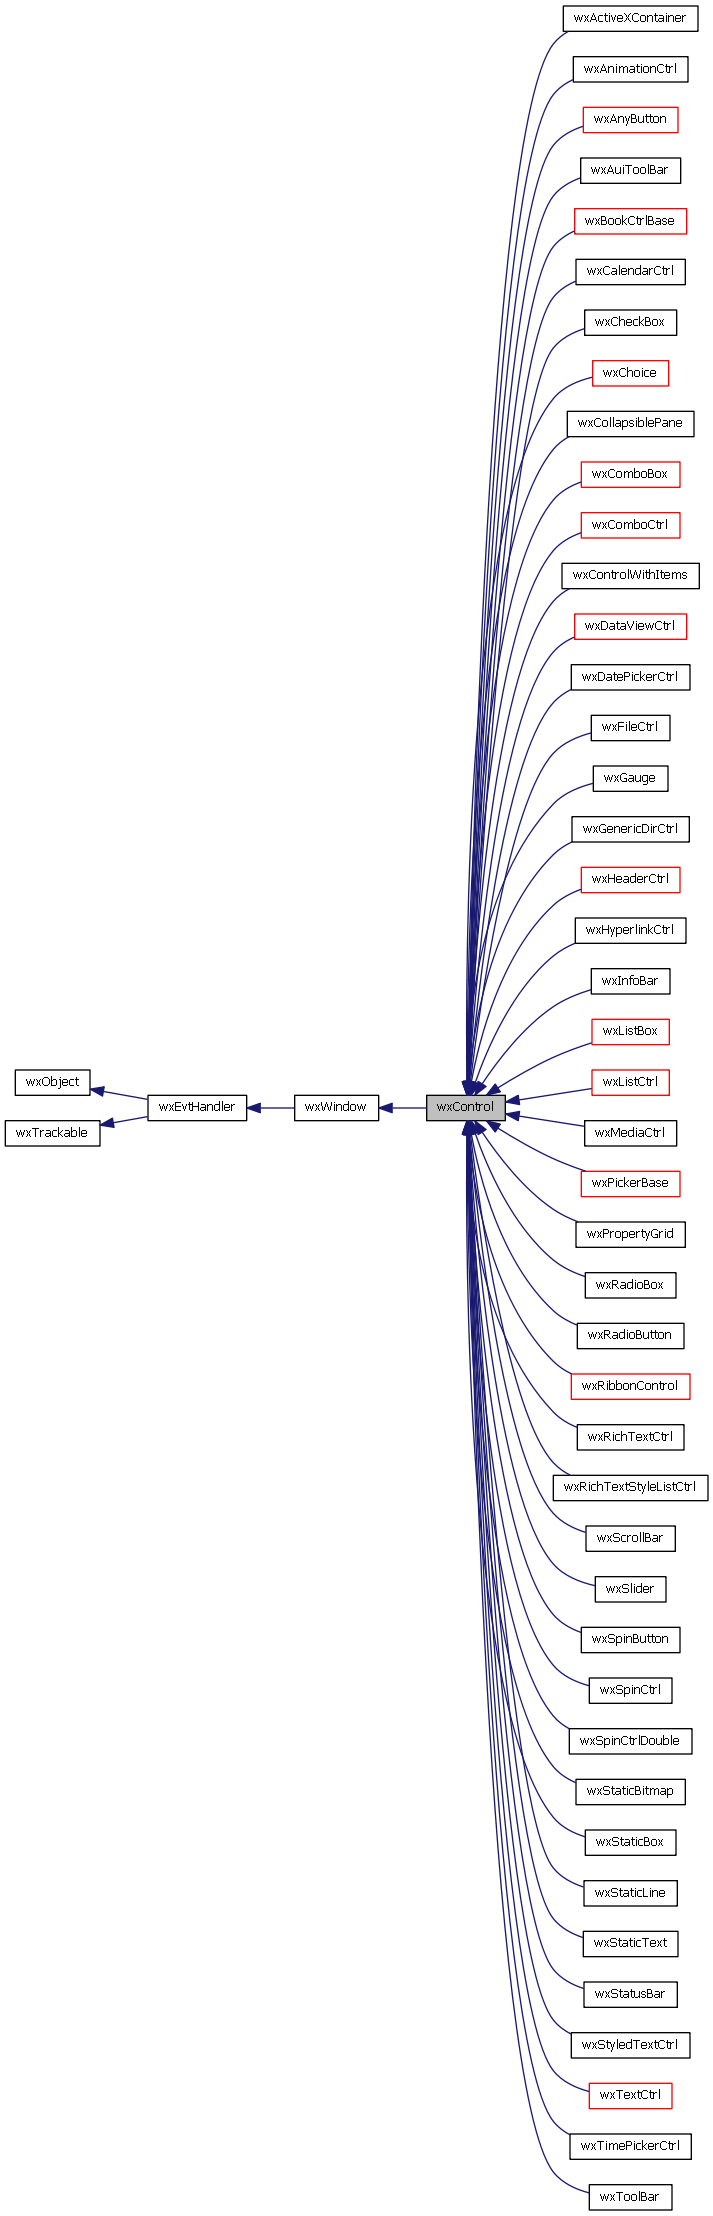 wxActiveXContainer
wxAnimationCtrl
wxAnyButton
wxAuiToolBar
wxBookCtrlBase
wxCalendarCtrl
wxCheckBox
wxChoice
wxCollapsiblePane
wxComboBox
wxComboCtrl
wxControlWithItems
wxDataViewCtrl
wxDatePickerCtrl
wxFileCtrl
wxGauge
wxGenericDirCtrl
wxHeaderCtrl
wxHyperlinkCtrl
wxInfoBar
wxListBox
wxObject
wxListCtrl
wxEvtHandler
wxWindow
wxControl
wxTrackable
wxMediaCtrl
wxPickerBase
wxPropertyGrid
wxRadioBox
wxRadioButton
wxRibbonControl
wxRichTextCtrl
wxRichTextStyleListCtrl
wxScrollBar
wxSlider
wxSpinButton
wxSpinCtrl
wxSpinCtrlDouble
wxStaticBitmap
wxStaticBox
wxStaticLine
wxStaticText
wxStatusBar
wxStyledTextCtrl
wxTextCtrl
wxTimePickerCtrl
wxToolBar